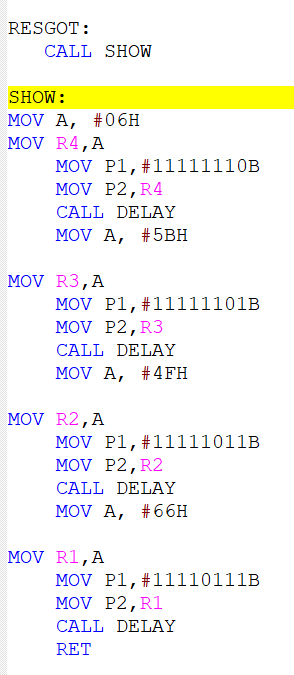 RESGOT:
CALL SHOW
SHOW:
MOV A, #06H
MOV R4,A
MOV P1,#11111110B
MOV P2,R4
CALL DELAY
MOV A, #5BH
MOV R3,A
MOV P1,#11111101B
MOV P2,R3
CALL DELAY
MOV A, #4FH
MOV R2,A
MOV P1,#11111011B
MOV P2,R2
CALL DELAY
MOV A, #66H
MOV R1,A
MOV P1,#11110111B
MOV P2,R1
CALL DELAY
RET